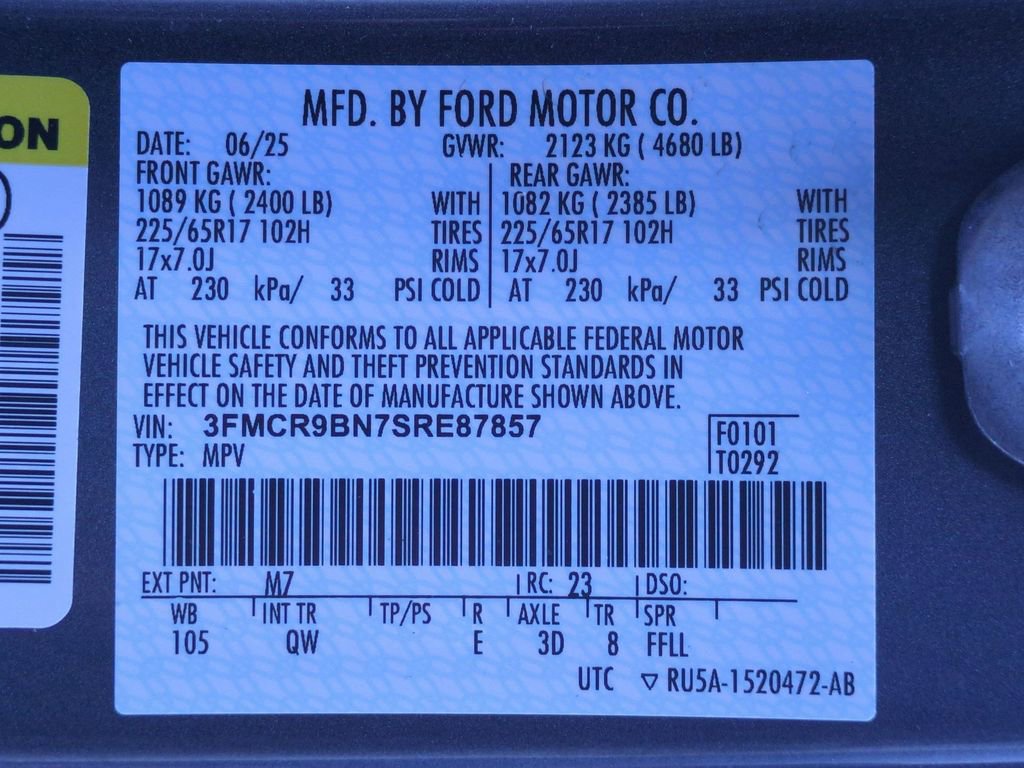 ON
MFD. BY FORD MOTOR CO.
DATE: 06/25 GVWR: 2123 KG ( 4680 LB)
FRONT GAWR: REAR GAWR:
1089 KG ( 2400 LB) WITH 1082 KG ( 2385 LB) WITH
225/65R17 102H TIRES 225/65R17 102H TIRES
17x7.0J RIMS 17x7.0J RIMS
AT 230 kPa/ 33 PSI COLD AT 230 kPa/ 33 PSI COLD
THIS VEHICLE CONFORMS TO ALL APPLICABLE FEDERAL MOTOR
VEHICLE SAFETY AND THEFT PREVENTION STANDARDS IN
EFFECT ON THE DATE OF MANUFACTURE SHOWN ABOVE.
VIN: 3FMCR9BN7SRE87857 F0101
TYPE: MPV T0292
EXT PNT: M7 RC: 23 DSO:
WB INT TR TP/PS R AXLE TR SPR
105 QW E 3D 8 FFLL
UTC ▽ RU5A-1520472-AB